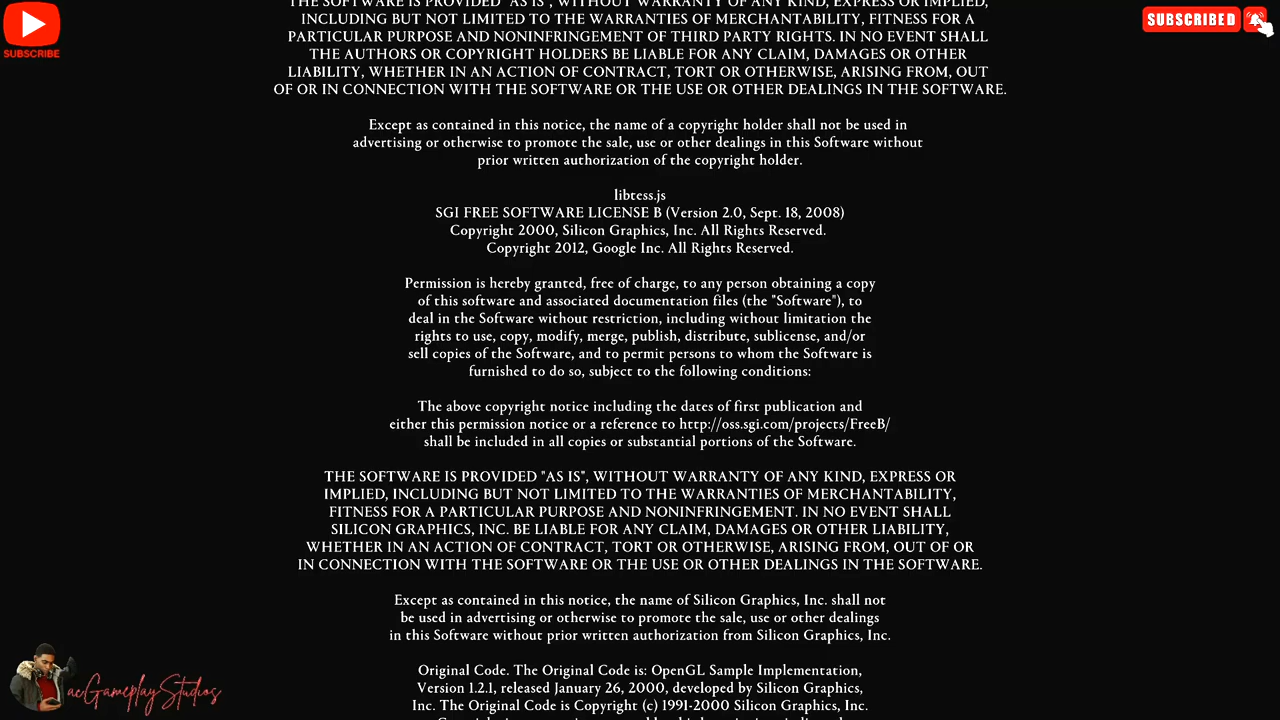 THE SOFTWARE IS PROVIDED "AS IS", WITHOUT WARRANTY OF ANY KIND, EXPRESS OR IMPLIED,
INCLUDING BUT NOT LIMITED TO THE WARRANTIES OF MERCHANTABILITY, FITNESS FOR A
PARTICULAR PURPOSE AND NONINFRINGEMENT OF THIRD PARTY RIGHTS. IN NO EVENT SHALL
THE AUTHORS OR COPYRIGHT HOLDERS BE LIABLE FOR ANY CLAIM, DAMAGES OR OTHER
LIABILITY, WHETHER IN AN ACTION OF CONTRACT, TORT OR OTHERWISE, ARISING FROM, OUT
OF OR IN CONNECTION WITH THE SOFTWARE OR THE USE OR OTHER DEALINGS IN THE SOFTWARE.
SUBSCRIBE
SUBSCRIBED
Except as contained in this notice, the name of a copyright holder shall not be used in
advertising or otherwise to promote the sale, use or other dealings in this Software without
prior written authorization of the copyright holder.
libtess.js
SGI FREE SOFTWARE LICENSE B (Version 2.0, Sept. 18, 2008)
Copyright 2000, Silicon Graphics, Inc. All Rights Reserved.
Copyright 2012, Google Inc. All Rights Reserved.
Permission is hereby granted, free of charge, to any person obtaining a copy
of this software and associated documentation files (the "Software"), to
deal in the Software without restriction, including without limitation the
rights to use, copy, modify, merge, publish, distribute, sublicense, and/or
sell copies of the Software, and to permit persons to whom the Software is
furnished to do so, subject to the following conditions:
The above copyright notice including the dates of first publication and
either this permission notice or a reference to http://oss.sgi.com/projects/FreeB/
shall be included in all copies or substantial portions of the Software.
THE SOFTWARE IS PROVIDED "AS IS", WITHOUT WARRANTY OF ANY KIND, EXPRESS OR
IMPLIED, INCLUDING BUT NOT LIMITED TO THE WARRANTIES OF MERCHANTABILITY,
FITNESS FOR A PARTICULAR PURPOSE AND NONINFRINGEMENT. IN NO EVENT SHALL
SILICON GRAPHICS, INC. BE LIABLE FOR ANY CLAIM, DAMAGES OR OTHER LIABILITY,
WHETHER IN AN ACTION OF CONTRACT, TORT OR OTHERWISE, ARISING FROM, OUT OF OR
IN CONNECTION WITH THE SOFTWARE OR THE USE OR OTHER DEALINGS IN THE SOFTWARE.
Except as contained in this notice, the name of Silicon Graphics, Inc. shall not
be used in advertising or otherwise to promote the sale, use or other dealings
in this Software without prior written authorization from Silicon Graphics, Inc.
Original Code. The Original Code is: OpenGL Sample Implementation,
Version 1.2.1, released January 26, 2000, developed by Silicon Graphics,
Inc. The Original Code is Copyright (c) 1991-2000 Silicon Graphics, Inc.
acGameplayStudios